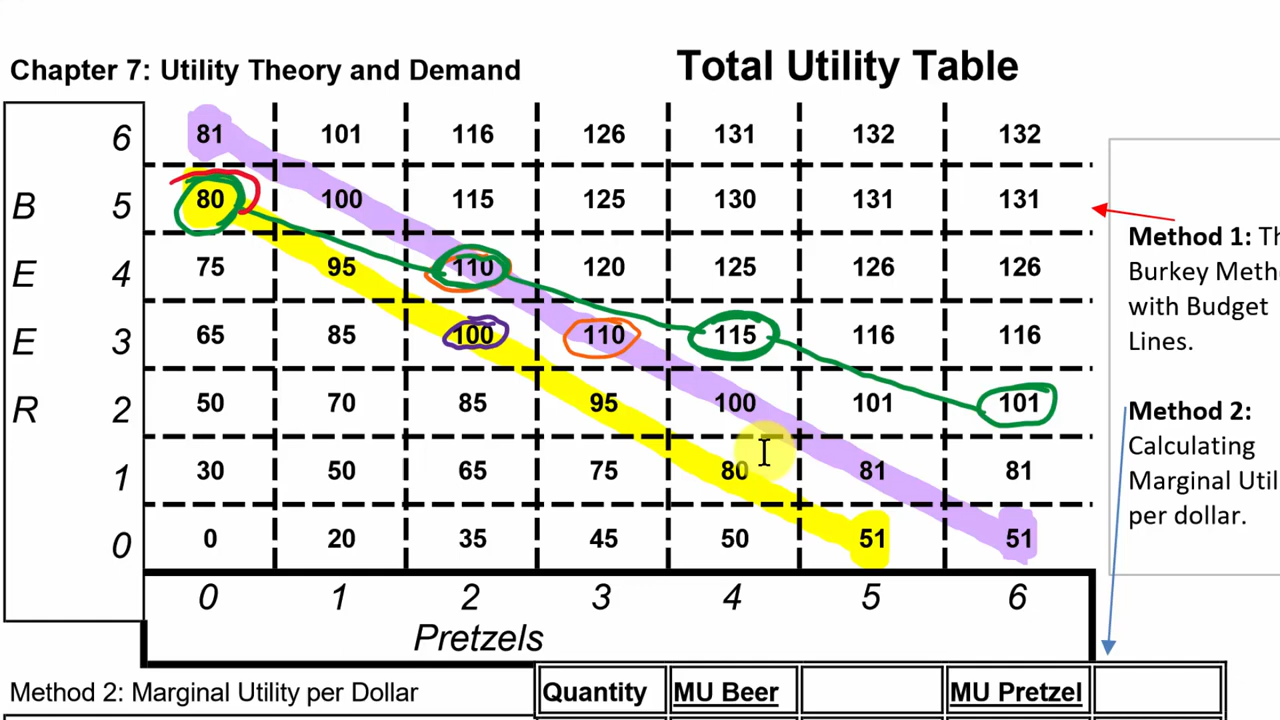 Chapter 7: Utility Theory and Demand
Total Utility Table
6 81 101 116 126 131 132 132
B 5 80 100 115 125 130 131 131
E 4 75 95 110 120 125 126 126
E 3 65 85 100 110 115 116 116
R 2 50 70 85 95 100 101 101
1 30 50 65 75 80 81 81
0 0 20 35 45 50 51 51
0 1 2 3 4 5 6
Pretzels
Method 1: Th
Burkey Meth
with Budget
Lines.
Method 2:
Calculating
Marginal Util
per dollar.
Method 2: Marginal Utility per Dollar
Quantity MU Beer MU Pretzel